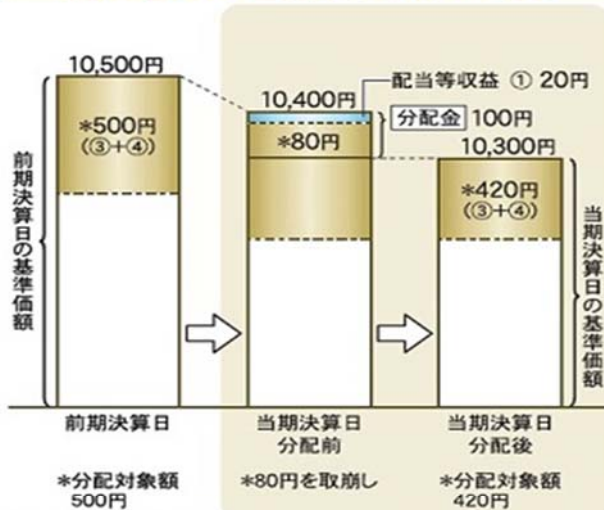 10,500円
*500円
(③+④)
前期決算日の基準価額
配当等収益 ① 20円
10,400円
分配金 100円
*80円
10,300円
*420円
(③+④)
当期決算日の基準価額
前期決算日
当期決算日
分配前
当期決算日
分配後
*分配対象額
500円
*80円を取崩し
*分配対象額
420円